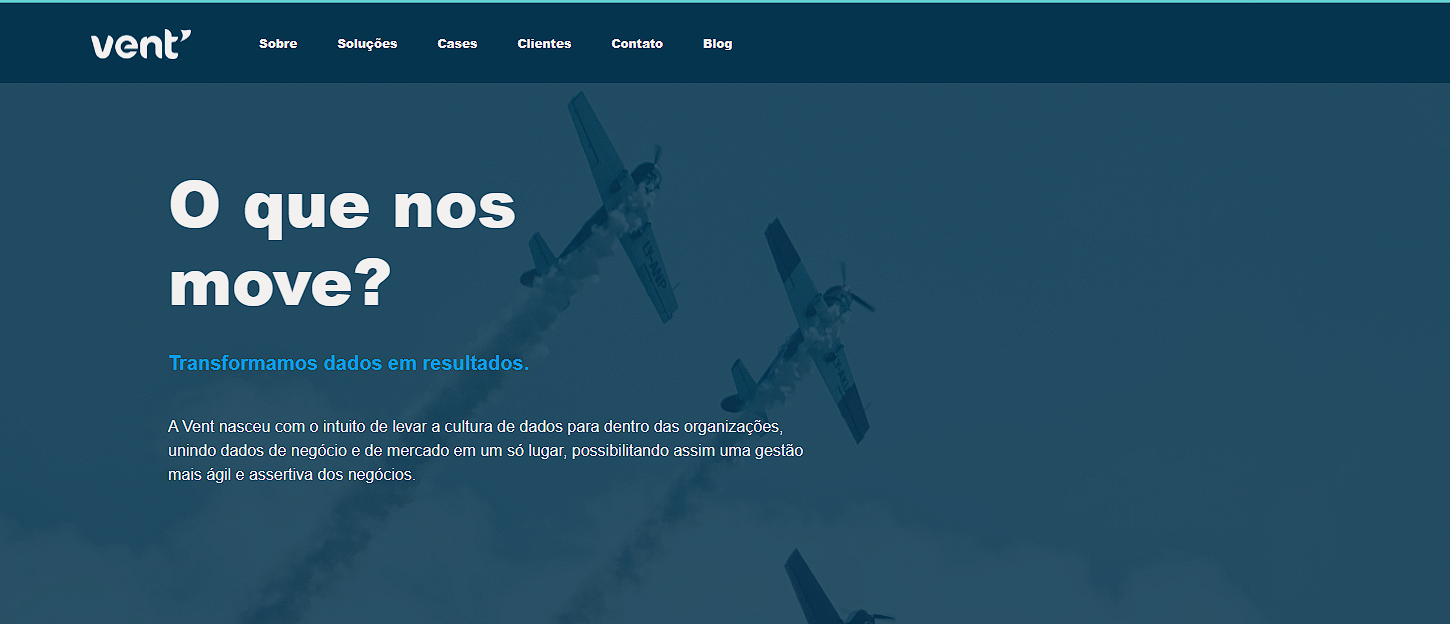 vent'
Sobre Soluções Cases Clientes Contato Blog
O que nos
move?
Transformamos dados em resultados.
A Vent nasceu com o intuito de levar a cultura de dados para dentro das organizações,
unindo dados de negócio e de mercado em um só lugar, possibilitando assim uma gestão
mais ágil e assertiva dos negócios.
LY-AWP